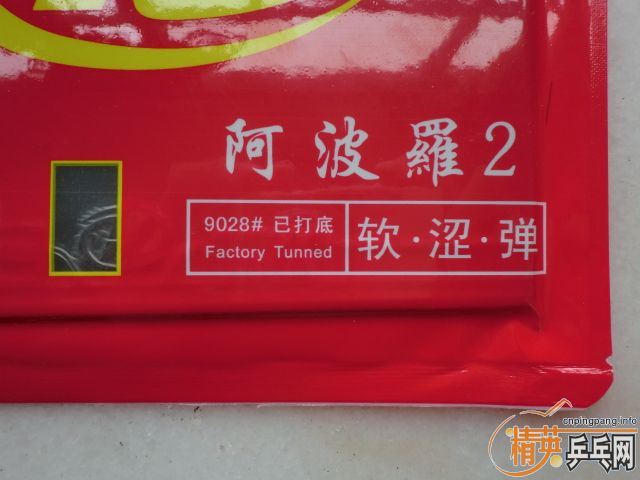 阿波羅2
9028# 已打底
Factory Tunned
软·涩·弹
cnpingpang.info
精英乒乓网